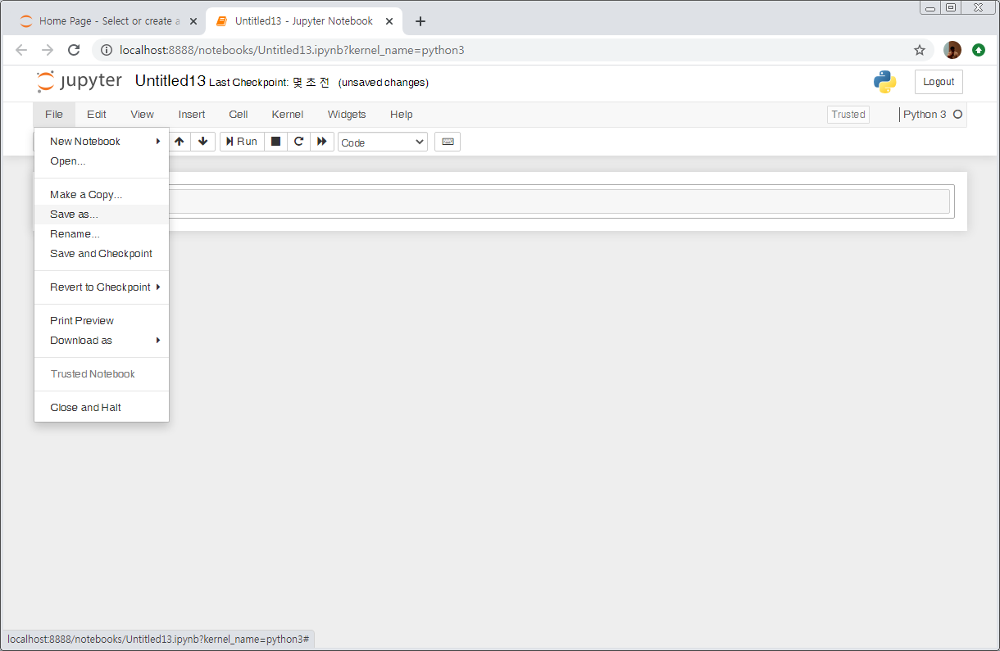 Home Page - Select or create a
Untitled13 - Jupyter Notebook
localhost:8888/notebooks/Untitled13.ipynb?kernel_name=python3
jupyter Untitled13 Last Checkpoint: 몇 초 전 (unsaved changes)
Logout
File Edit View Insert Cell Kernel Widgets Help
Trusted
Python 3
Run
Code
New Notebook
Open...
Make a Copy...
Save as...
Rename...
Save and Checkpoint
Revert to Checkpoint
Print Preview
Download as
Trusted Notebook
Close and Halt
localhost:8888/notebooks/Untitled13.ipynb?kernel_name=python3#